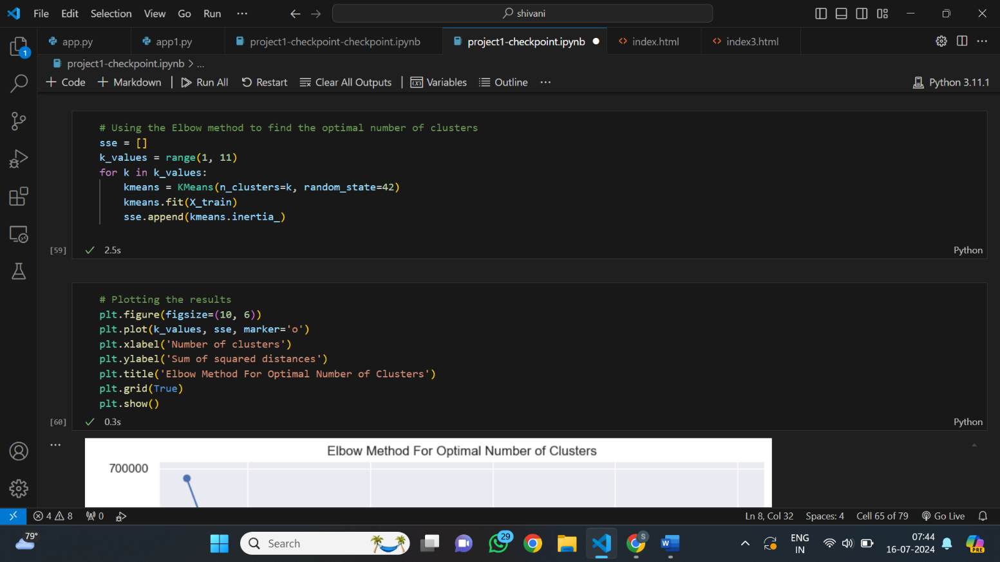 File Edit Selection View Go Run ... shivani
app.py app1.py project1-checkpoint-checkpoint.ipynb project1-checkpoint.ipynb index.html index3.html
1
project1-checkpoint.ipynb > ...
+ Code + Markdown Run All Restart Clear All Outputs Variables Outline ... Python 3.11.1
# Using the Elbow method to find the optimal number of clusters
sse = []
k_values = range(1, 11)
for k in k_values:
    kmeans = KMeans(n_clusters=k, random_state=42)
    kmeans.fit(X_train)
    sse.append(kmeans.inertia_)
[59] 2.5s Python
# Plotting the results
plt.figure(figsize=(10, 6))
plt.plot(k_values, sse, marker='o')
plt.xlabel('Number of clusters')
plt.ylabel('Sum of squared distances')
plt.title('Elbow Method For Optimal Number of Clusters')
plt.grid(True)
plt.show()
[60] 0.3s Python
Elbow Method For Optimal Number of Clusters
700000
4 8 0 Ln 8, Col 32 Spaces: 4 Cell 65 of 79 Go Live
79° Search 29 S W ENG 07:44
IN 16-07-2024 PRE